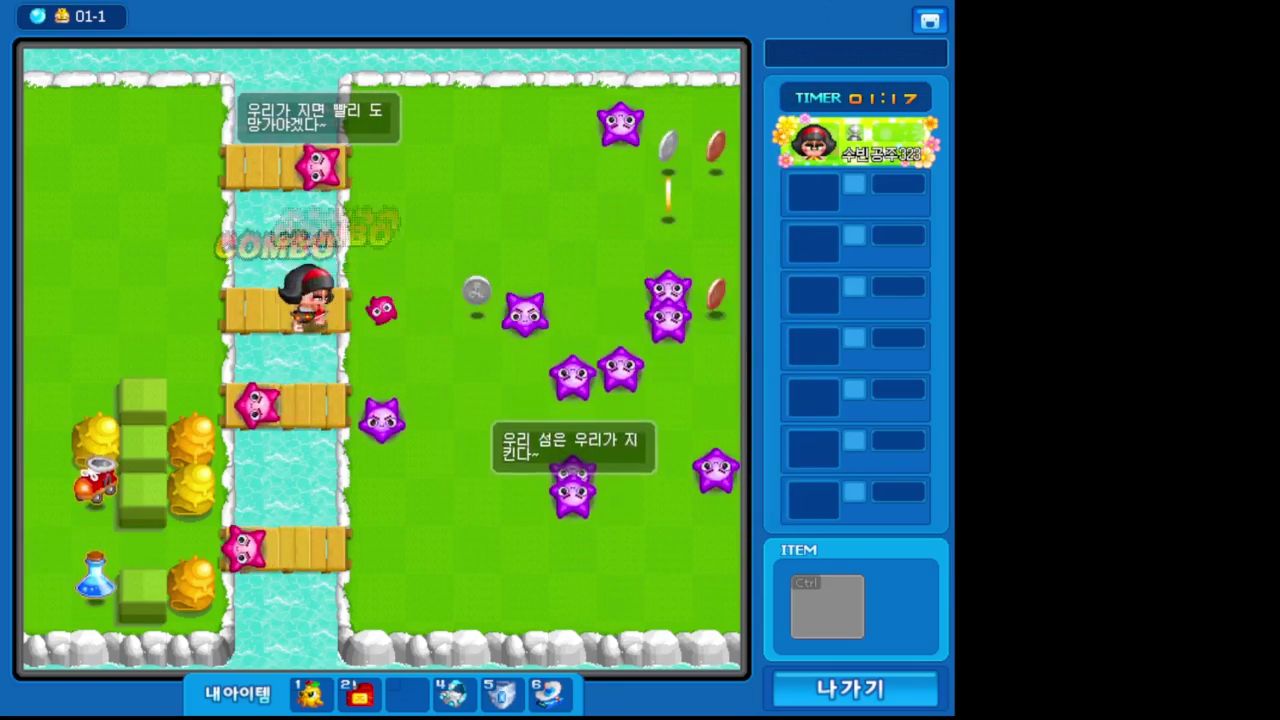 01-1
우리가 지면 빨리 도
망가야겠다~
COMBO
TIMER 01:17
수빈공주323
우리 섬은 우리가 지
킨다~
ITEM
Ctrl
내아이템
1
2
4
5
6
나가기